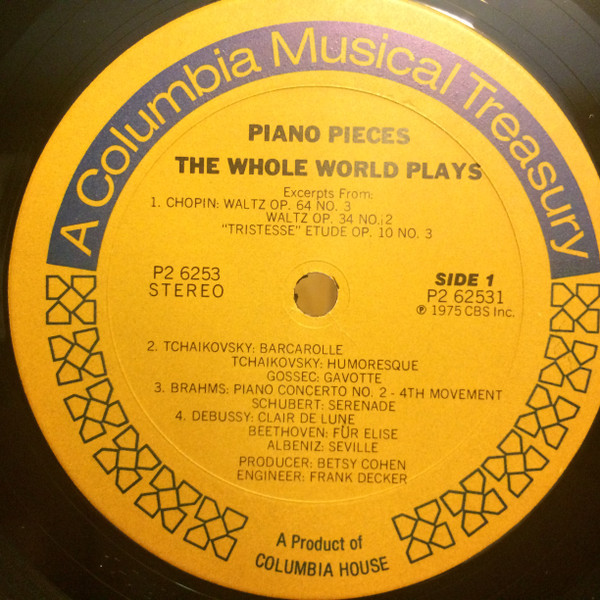 A Columbia Musical Treasury
PIANO PIECES
THE WHOLE WORLD PLAYS
Excerpts From:
1. CHOPIN: WALTZ OP. 64 NO. 3
WALTZ OP. 34 NO. 2
"TRISTESSE" ETUDE OP. 10 NO. 3
P2 6253
STEREO
SIDE 1
P2 62531
℗ 1975 CBS Inc.
2. TCHAIKOVSKY: BARCAROLLE
TCHAIKOVSKY: HUMORESQUE
GOSSEC: GAVOTTE
3. BRAHMS: PIANO CONCERTO NO. 2 - 4TH MOVEMENT
SCHUBERT: SERENADE
4. DEBUSSY: CLAIR DE LUNE
BEETHOVEN: FÜR ELISE
ALBENIZ: SEVILLE
PRODUCER: BETSY COHEN
ENGINEER: FRANK DECKER
A Product of
COLUMBIA HOUSE